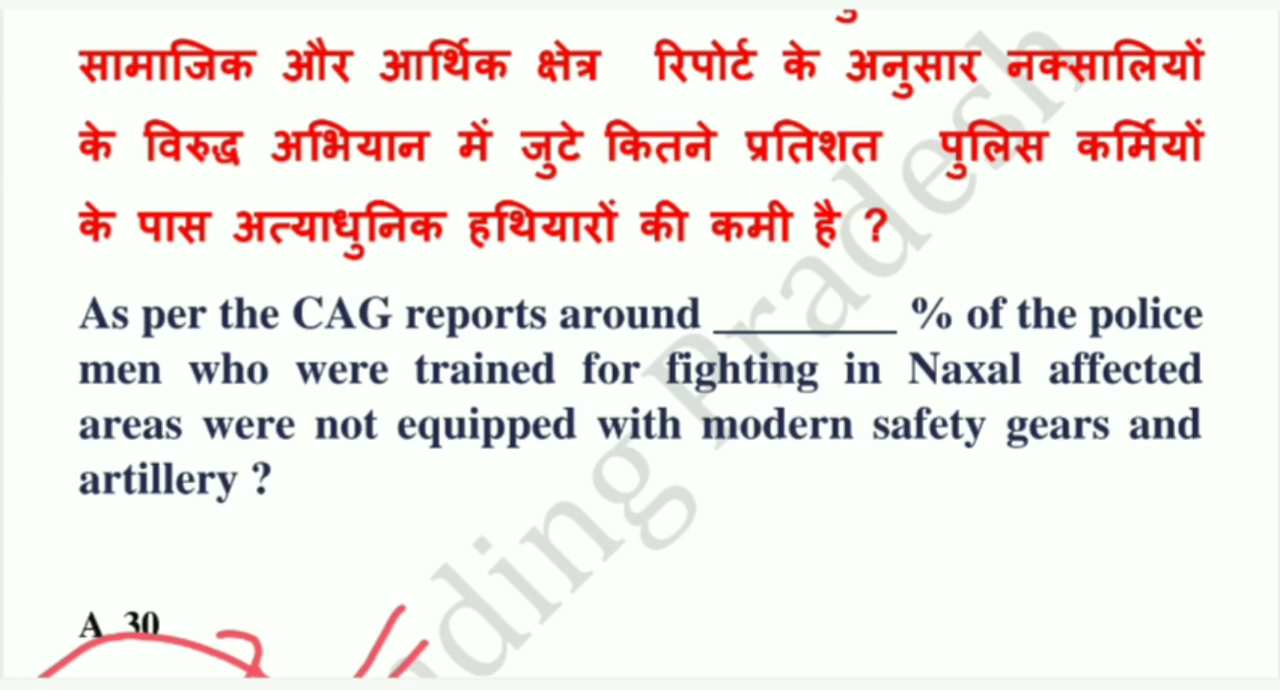 सामाजिक और आर्थिक क्षेत्र रिपोर्ट के अनुसार नक्सालियों
के विरुद्ध अभियान में जुटे कितने प्रतिशत पुलिस कर्मियों
के पास अत्याधुनिक हथियारों की कमी है ?
As per the CAG reports around ________ % of the police
men who were trained for fighting in Naxal affected
areas were not equipped with modern safety gears and
artillery ?
A 30
ding Pradesh